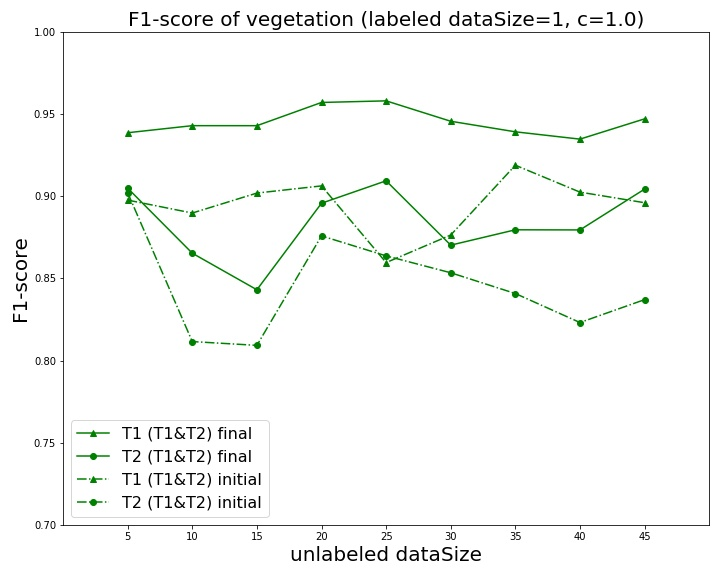 F1-score of vegetation (labeled dataSize=1, c=1.0)
1.00
0.95
0.90
0.85
0.80
0.75
0.70
F1-score
T1 (T1&T2) final
T2 (T1&T2) final
T1 (T1&T2) initial
T2 (T1&T2) initial
5 10 15 20 25 30 35 40 45
unlabeled dataSize